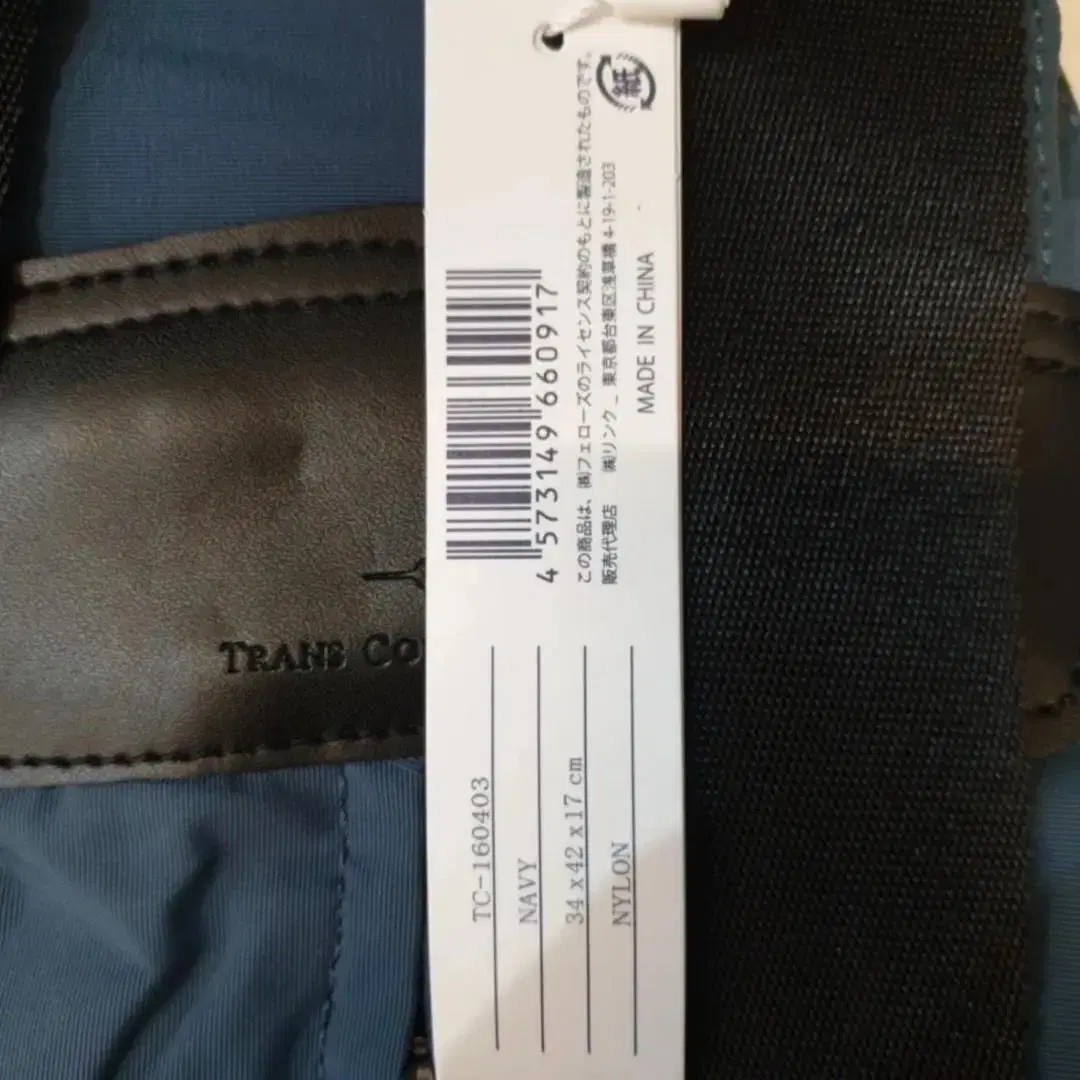 紙
4 573149 660917
この商品は、㈱フェローズのライセンス契約のもとに製造されたものです。
販売代理店 ㈱リンク_ 東京都台東区浅草橋 4-19-1-203
MADE IN CHINA
TRANS CO
TC-160403
NAVY
34 x 42 x 17 cm
NYLON